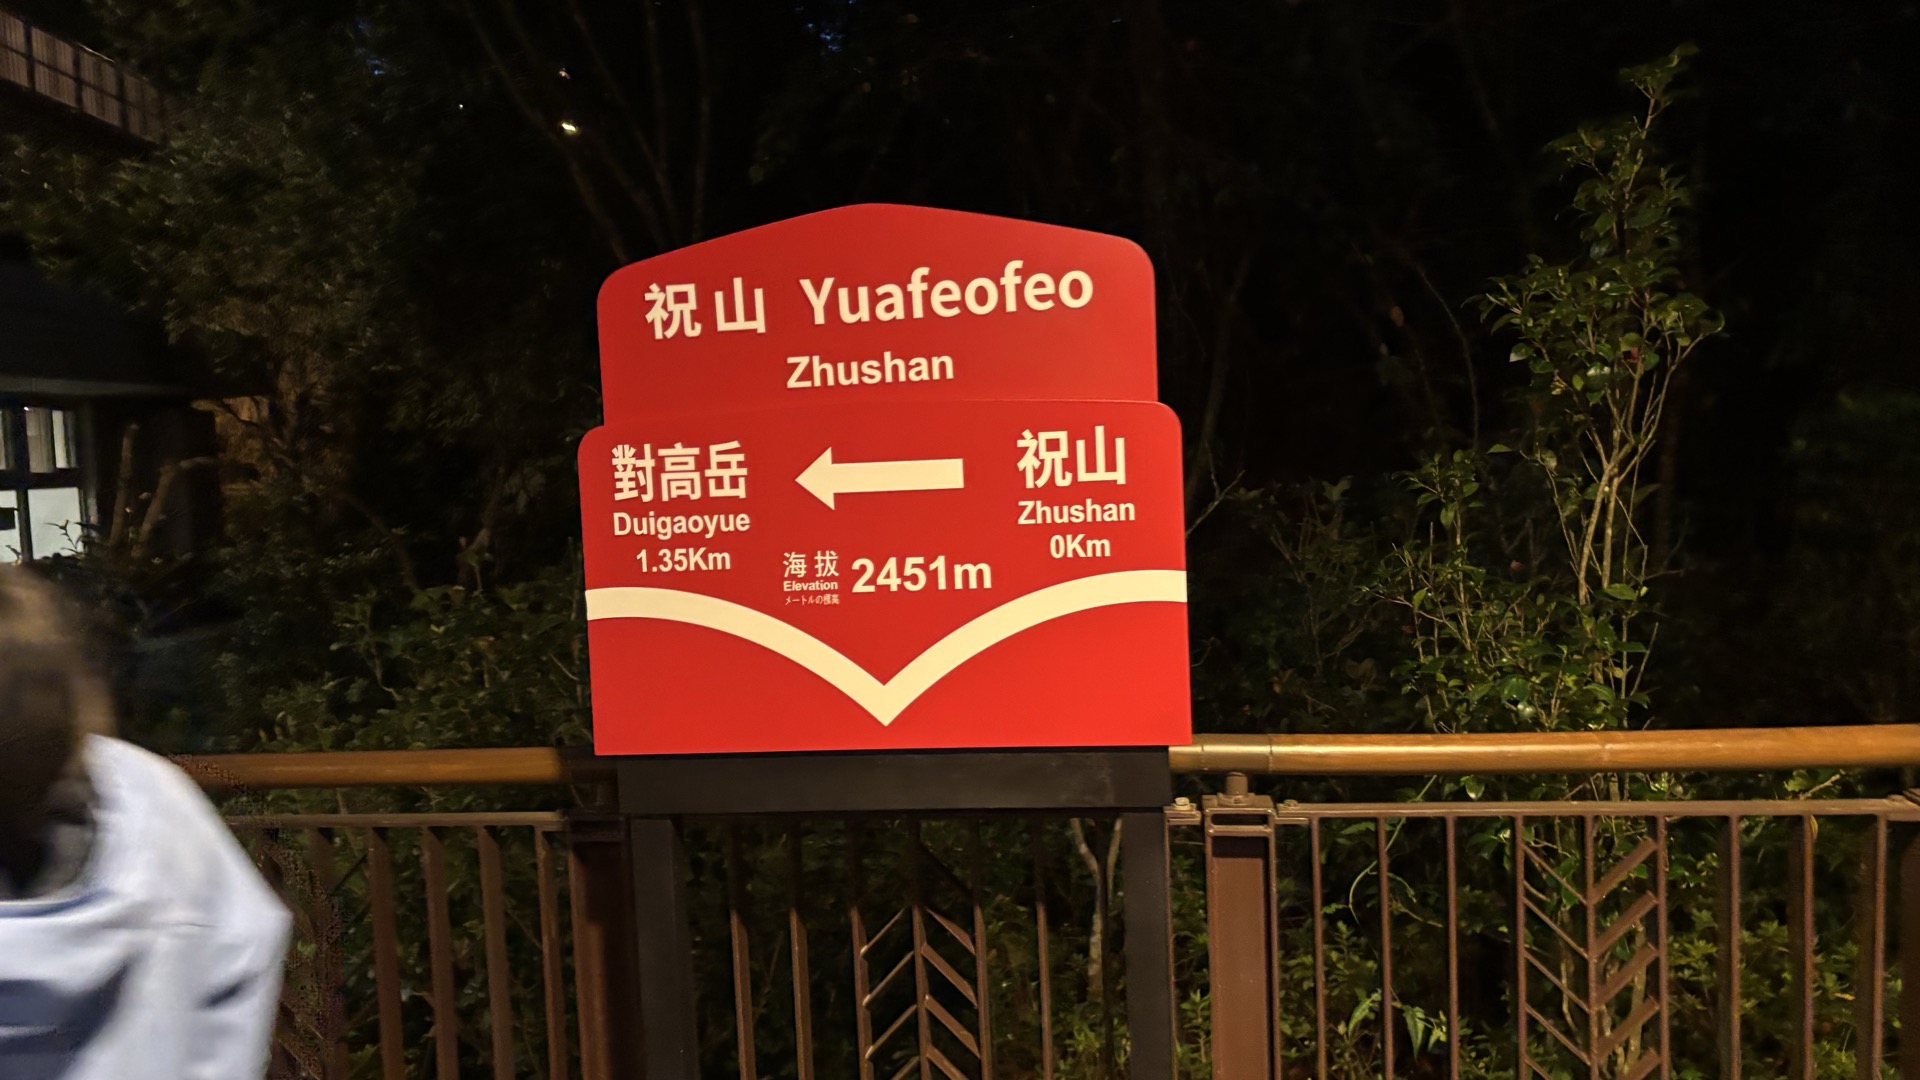 祝山 Yuafeofeo
Zhushan
對高岳
Duigaoyue
1.35Km
祝山
Zhushan
0Km
海拔 2451m
Elevation
メートルの標高